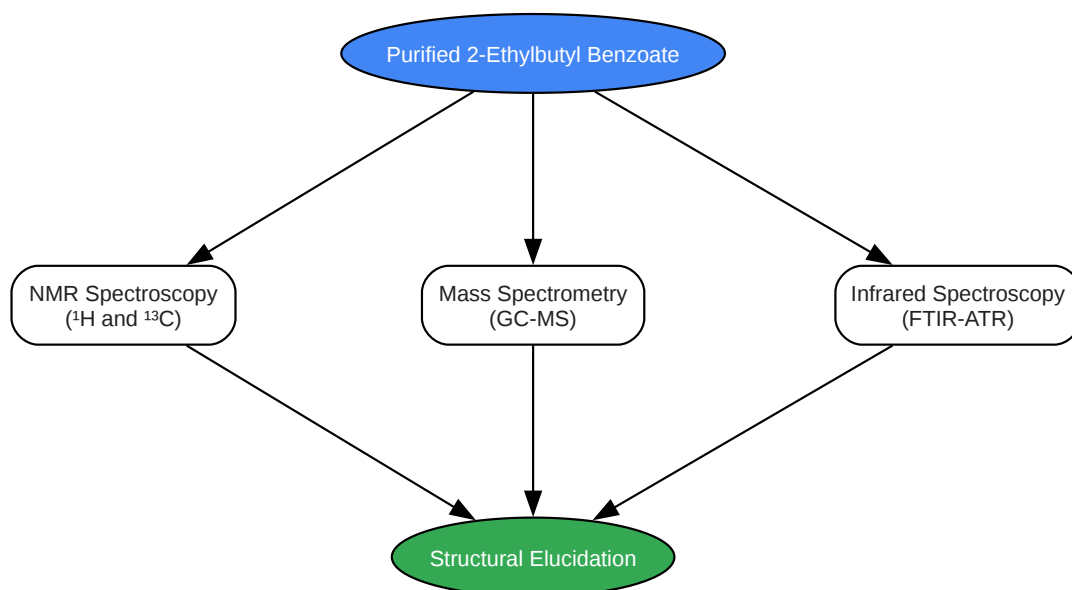 Purified 2-Ethylbutyl Benzoate
NMR Spectroscopy
(¹H and ¹³C)
Mass Spectrometry
(GC-MS)
Infrared Spectroscopy
(FTIR-ATR)
Structural Elucidation